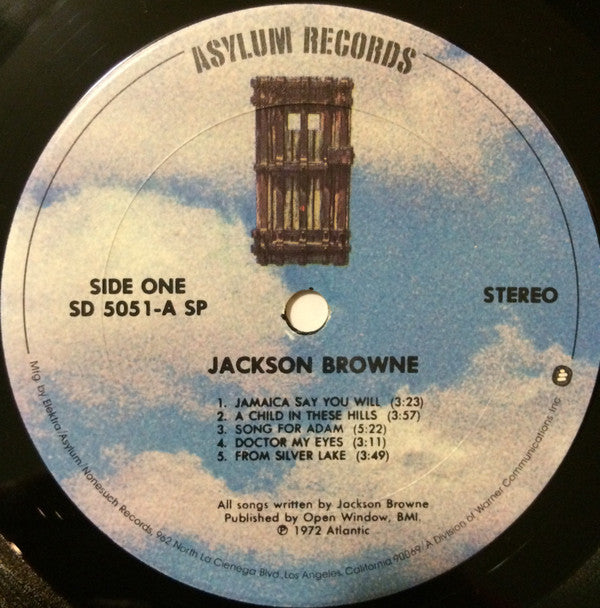 ASYLUM RECORDS
SIDE ONE
SD 5051-A SP
STEREO
JACKSON BROWNE
1. JAMAICA SAY YOU WILL (3:23)
2. A CHILD IN THESE HILLS (3:57)
3. SONG FOR ADAM (5:22)
4. DOCTOR MY EYES (3:11)
5. FROM SILVER LAKE (3:49)
All songs written by Jackson Browne
Published by Open Window, BMI.
℗ 1972 Atlantic
Mfg. by Elektra/Asylum/Nonesuch Records, 962 North La Cienega Blvd., Los Angeles, California 90069/A Division of Warner Communications Inc.